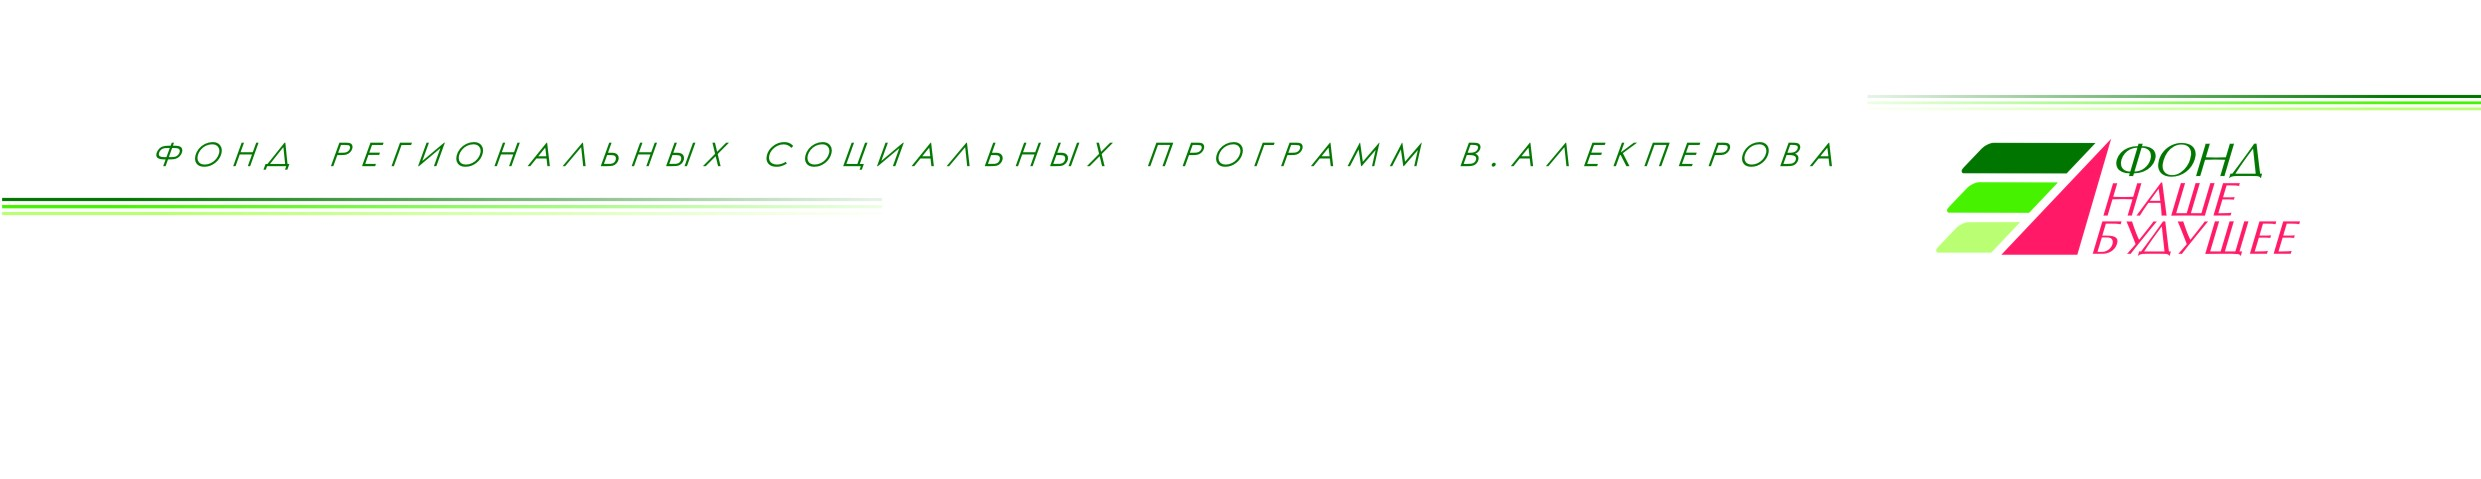 ФОНД РЕГИОНАЛЬНЫХ СОЦИАЛЬНЫХ ПРОГРАММ В.АЛЕКПЕРОВА
ФОНД
НАШЕ
БУДУЩЕЕ